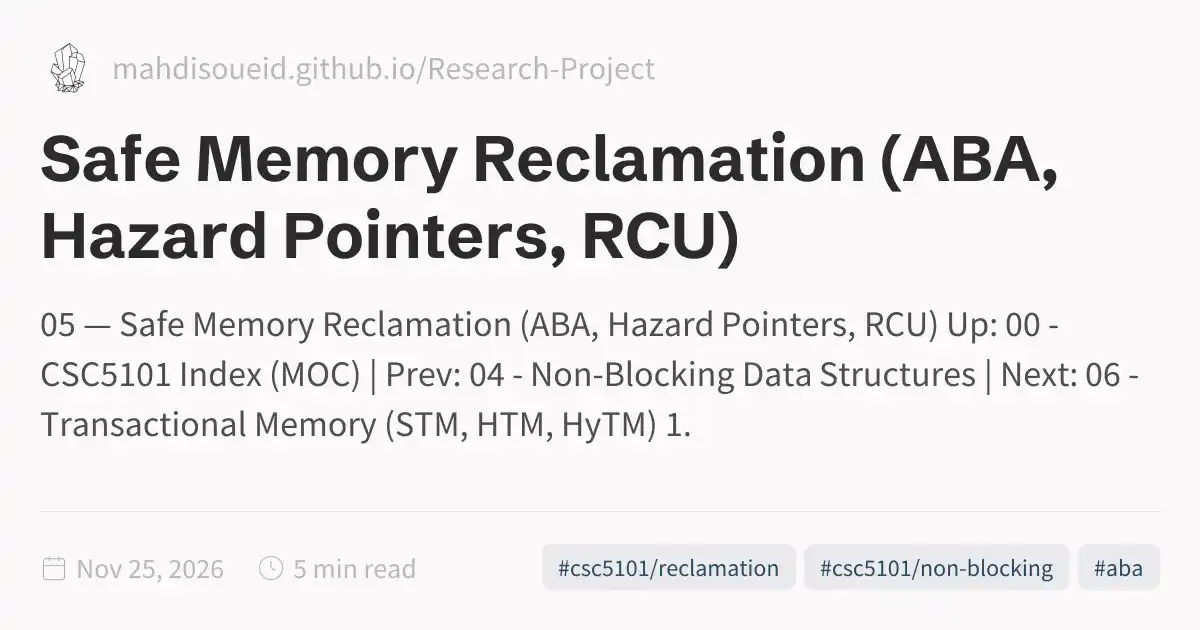 mahdisoueid.github.io/Research-Project
Safe Memory Reclamation (ABA,
Hazard Pointers, RCU)
05 — Safe Memory Reclamation (ABA, Hazard Pointers, RCU) Up: 00 -
CSC5101 Index (MOC) | Prev: 04 - Non-Blocking Data Structures | Next: 06 -
Transactional Memory (STM, HTM, HyTM) 1.
Nov 25, 2026 5 min read #csc5101/reclamation #csc5101/non-blocking #aba